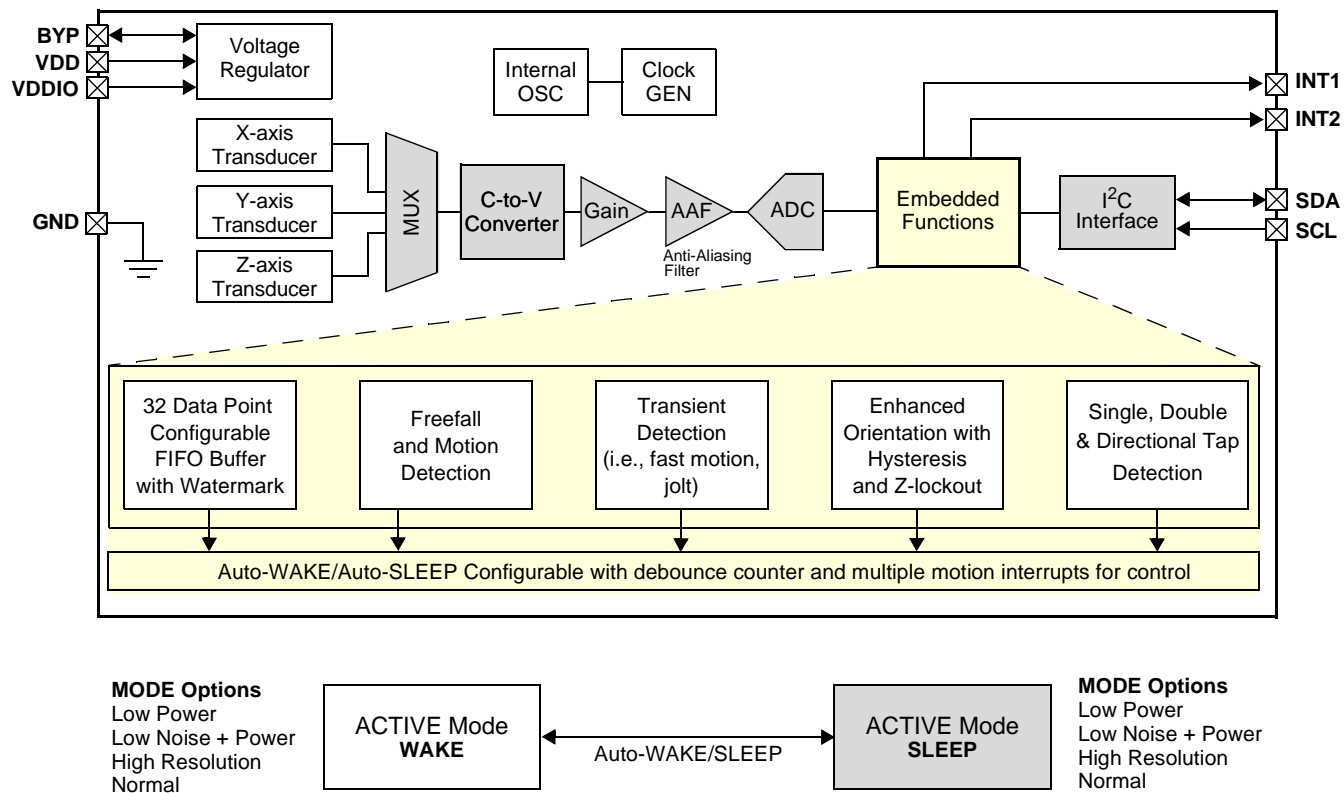 BYP
VDD
VDDIO
Voltage
Regulator
Internal
OSC
Clock
GEN
INT1
INT2
X-axis
Transducer
Y-axis
Transducer
Z-axis
Transducer
GND
MUX
C-to-V
Converter
Gain
AAF
Anti-Aliasing
Filter
ADC
Embedded
Functions
I²C
Interface
SDA
SCL
32 Data Point
Configurable
FIFO Buffer
with Watermark
Freefall
and Motion
Detection
Transient
Detection
(i.e., fast motion,
jolt)
Enhanced
Orientation with
Hysteresis
and Z-lockout
Single, Double
& Directional Tap
Detection
Auto-WAKE/Auto-SLEEP Configurable with debounce counter and multiple motion interrupts for control
MODE Options
Low Power
Low Noise + Power
High Resolution
Normal
ACTIVE Mode
WAKE
Auto-WAKE/SLEEP
ACTIVE Mode
SLEEP
MODE Options
Low Power
Low Noise + Power
High Resolution
Normal